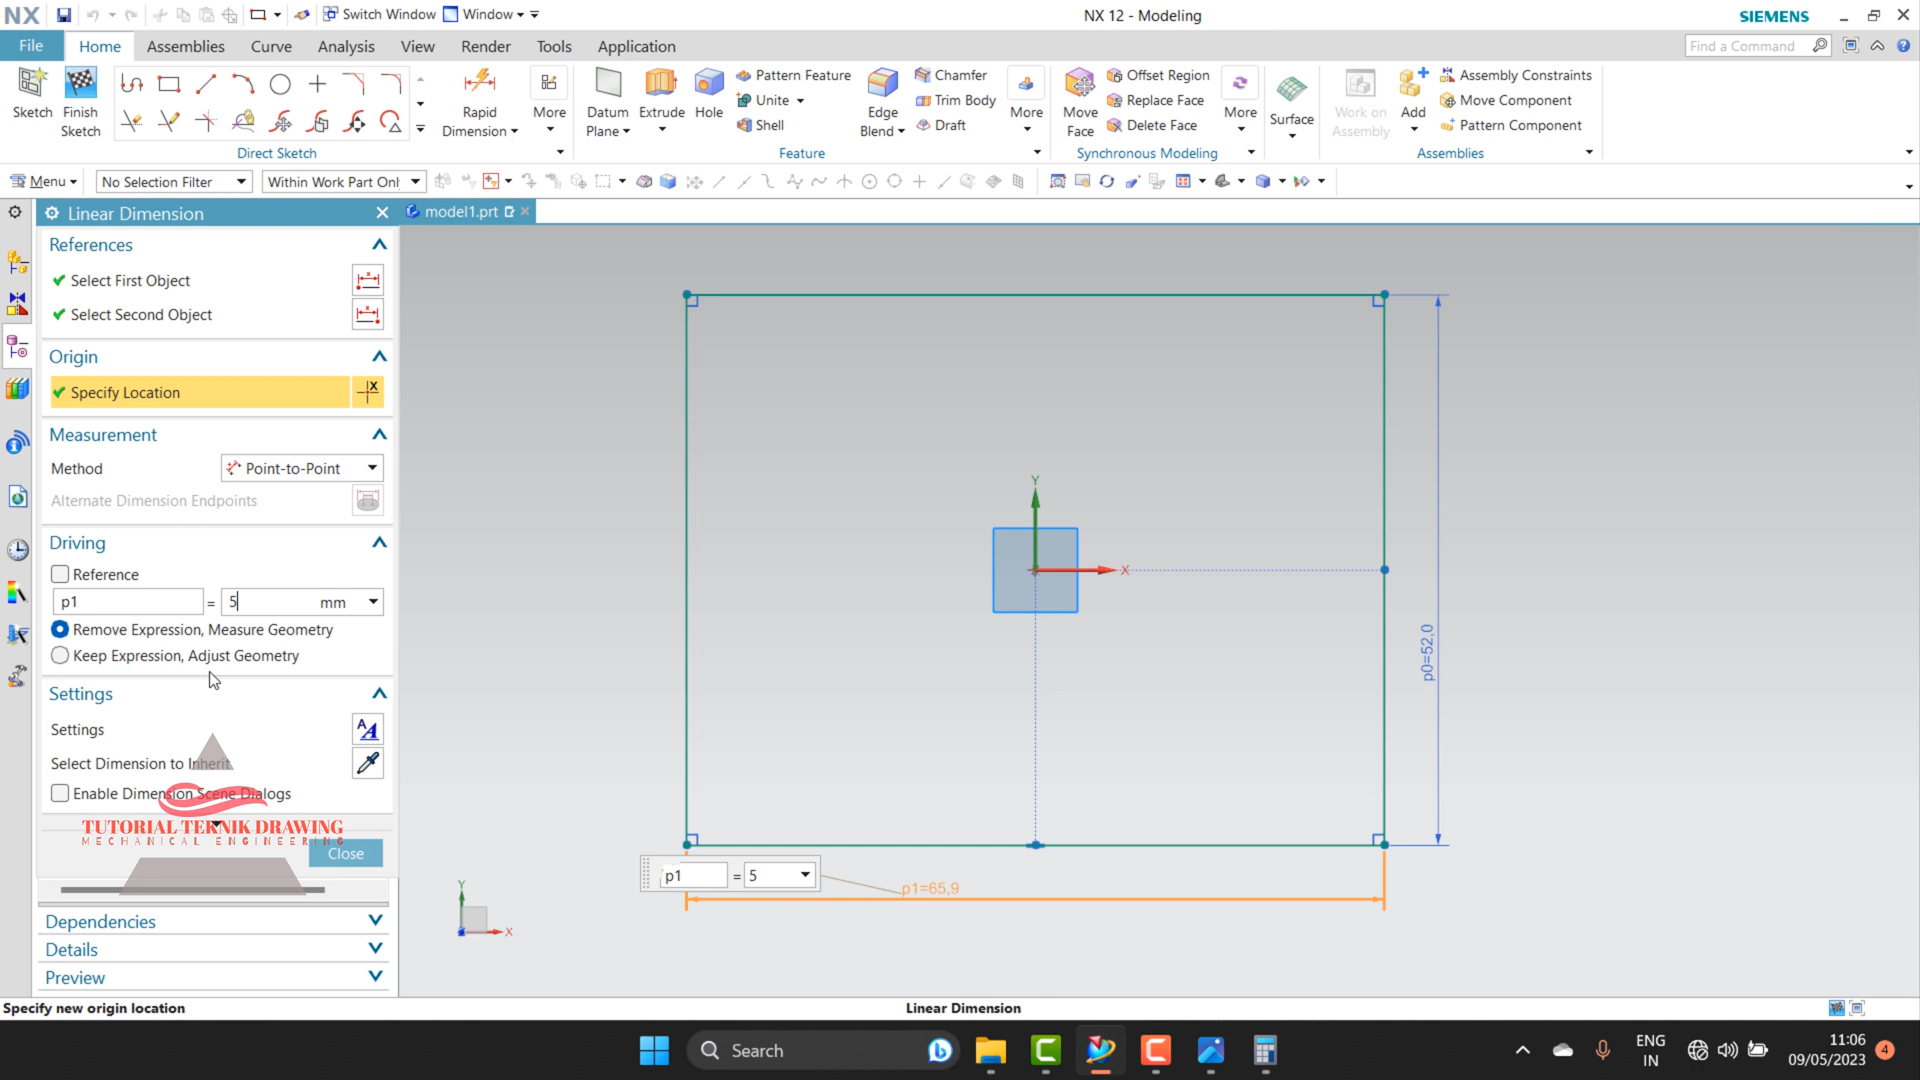 NX
Switch Window
Window
NX 12 - Modeling
SIEMENS
File
Home
Assemblies
Curve
Analysis
View
Render
Tools
Application
Find a Command
Sketch
Finish
Sketch
Rapid
Dimension
More
Direct Sketch
Datum
Plane
Extrude
Hole
Pattern Feature
Unite
Shell
Edge
Blend
Chamfer
Trim Body
Draft
More
Feature
Move
Face
Offset Region
Replace Face
Delete Face
More
Synchronous Modeling
Surface
Work on
Assembly
Add
Assembly Constraints
Move Component
Pattern Component
Assemblies
Menu
No Selection Filter
Within Work Part Onl
Linear Dimension
model1.prt
References
Select First Object
Select Second Object
Origin
Specify Location
Measurement
Method
Point-to-Point
Alternate Dimension Endpoints
Driving
Reference
p1 = 5 mm
Remove Expression, Measure Geometry
Keep Expression, Adjust Geometry
Settings
Settings
Select Dimension to Inherit
Enable Dimension Scene Dialogs
TUTORIAL TEKNIK DRAWING
MECHANICAL ENGINEERING
Close
Dependencies
Details
Preview
Y
X
p0=52,0
p1 = 5
p1=65,9
Y
X
Specify new origin location
Linear Dimension
Search
ENG
IN
11:06
09/05/2023
4